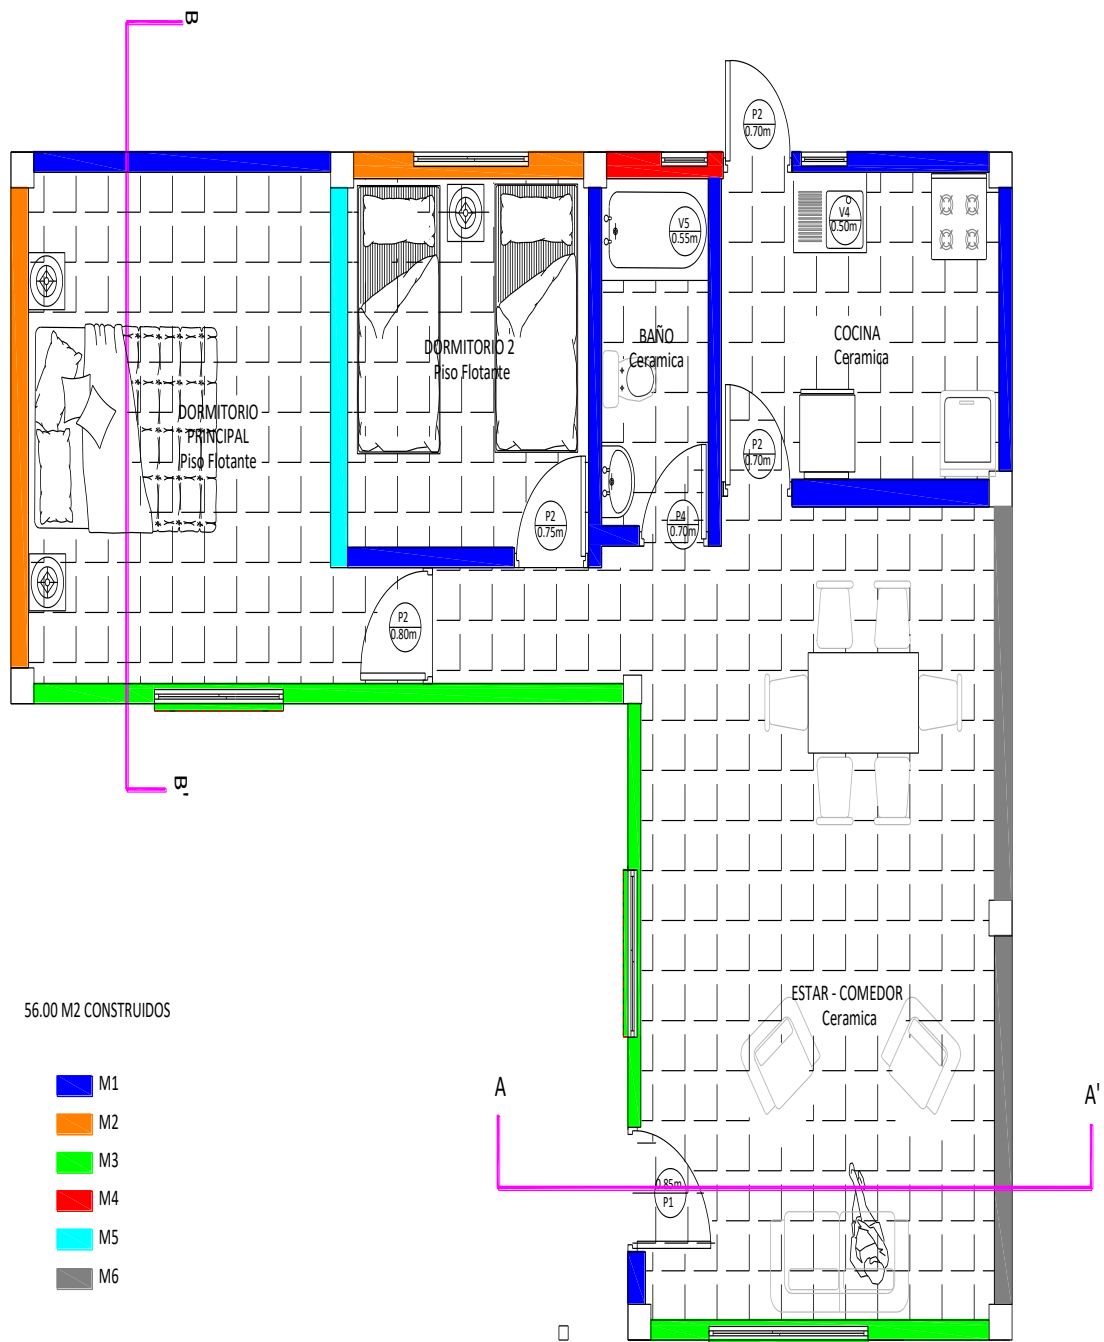 B
P2
0.70m
V4
0.50m
V5
0.55m
BAÑO
Ceramica
COCINA
Ceramica
DORMITORIO 2
Piso Flotante
DORMITORIO
PRINCIPAL
Piso Flotante
P2
0.70m
P2
0.75m
P4
0.70m
P2
0.80m
B'
ESTAR - COMEDOR
Ceramica
56.00 M2 CONSTRUIDOS
M1
M2
M3
M4
M5
M6
A
A'
0.85m
P1